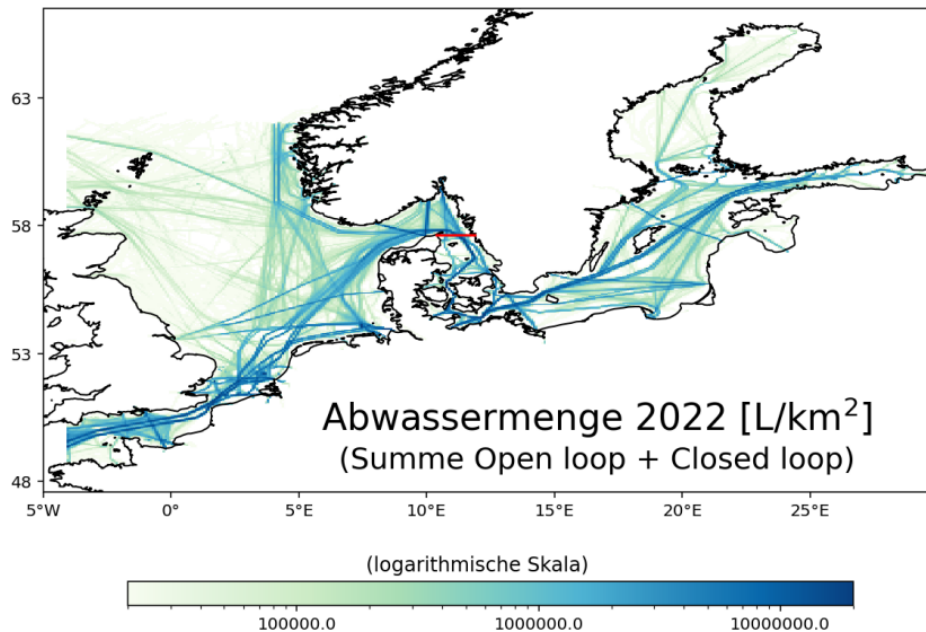 63
58
53
48
5°W 0° 5°E 10°E 15°E 20°E 25°E
Abwassermenge 2022 [L/km²]
(Summe Open loop + Closed loop)
(logarithmische Skala)
100000.0 1000000.0 10000000.0